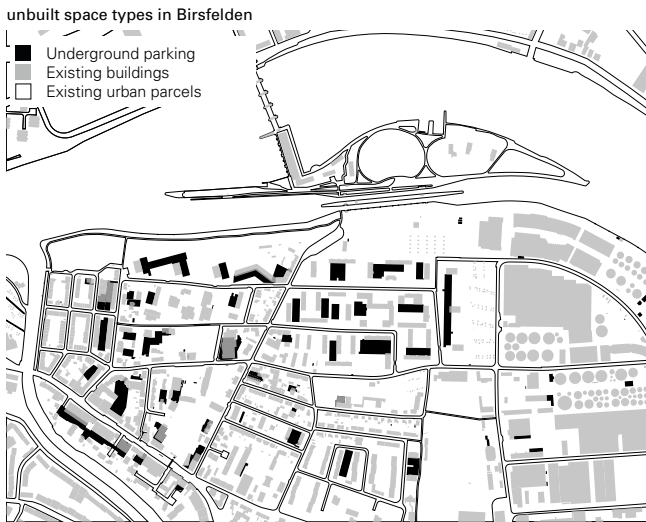 unbuilt space types in Birsfelden
Underground parking
Existing buildings
Existing urban parcels